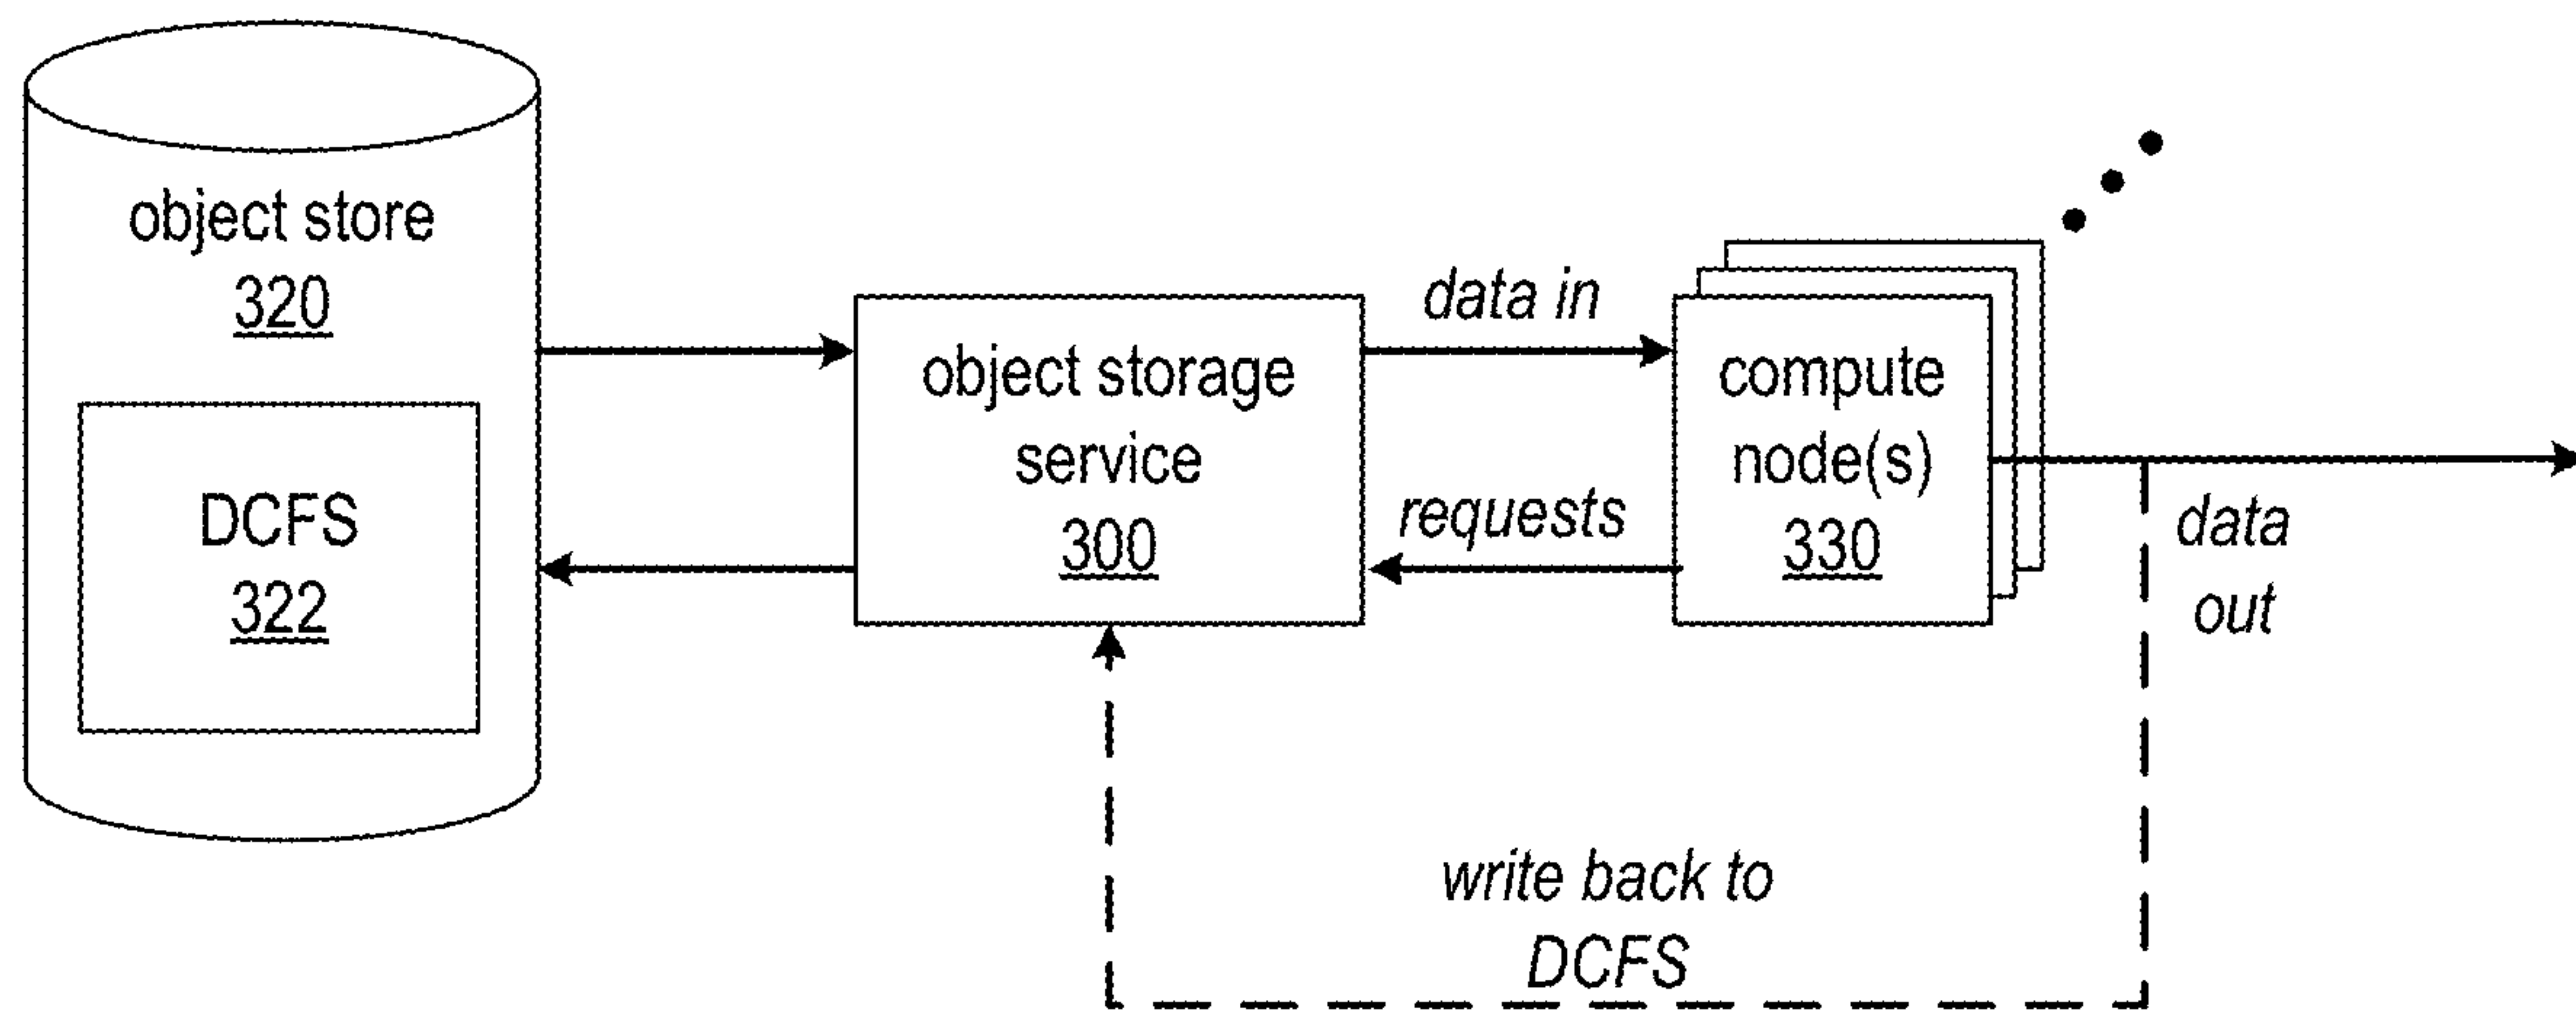 object store
320
DCFS
322
object storage
service
300
data in
requests
compute
node(s)
330
data
out
write back to
DCFS